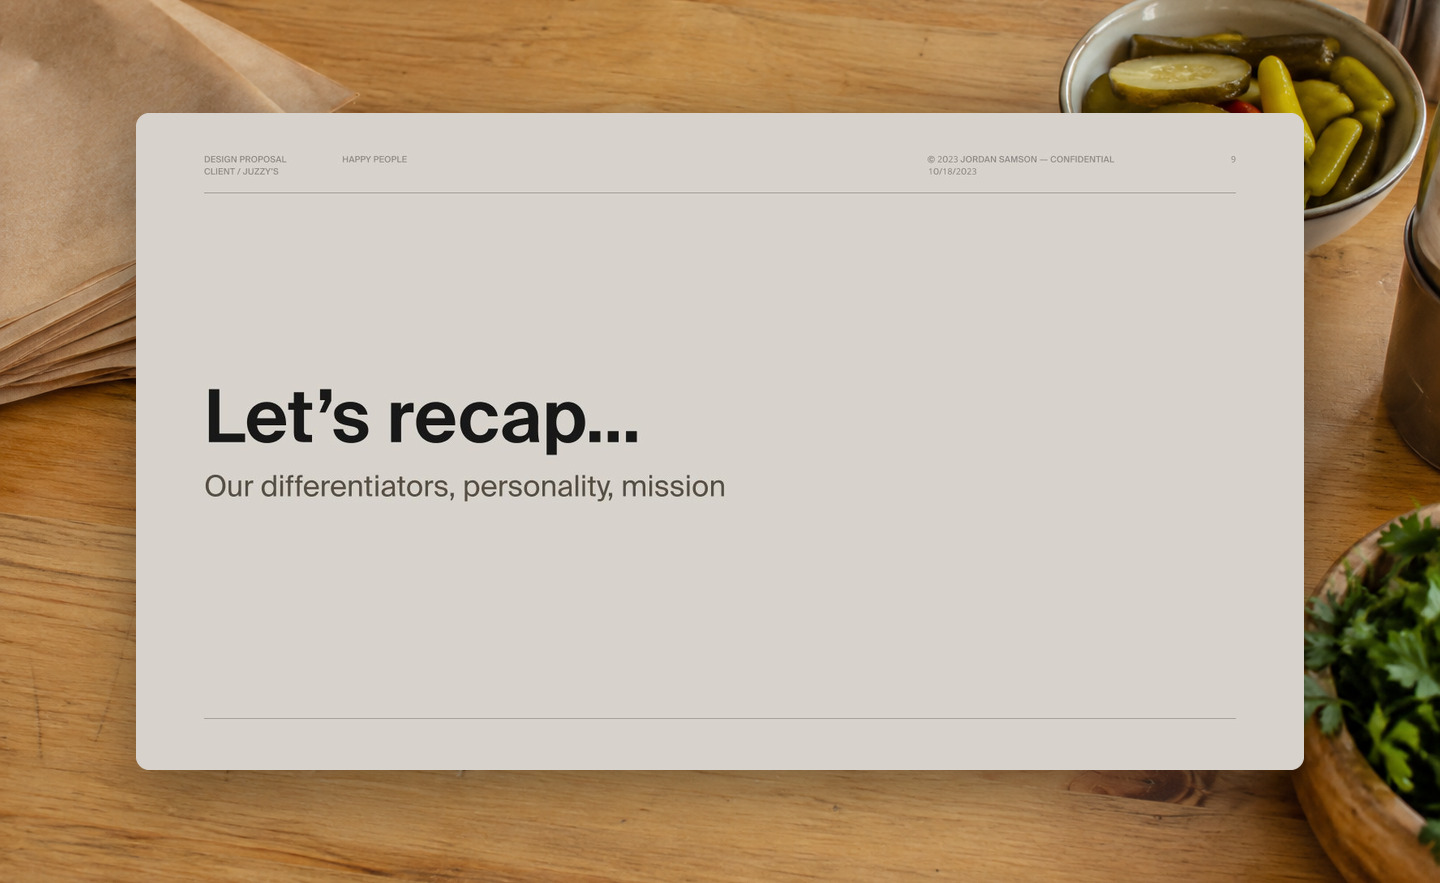 DESIGN PROPOSAL
CLIENT / JUZZY'S
HAPPY PEOPLE
© 2023 JORDAN SAMSON — CONFIDENTIAL
10/18/2023
9
Let’s recap...
Our differentiators, personality, mission